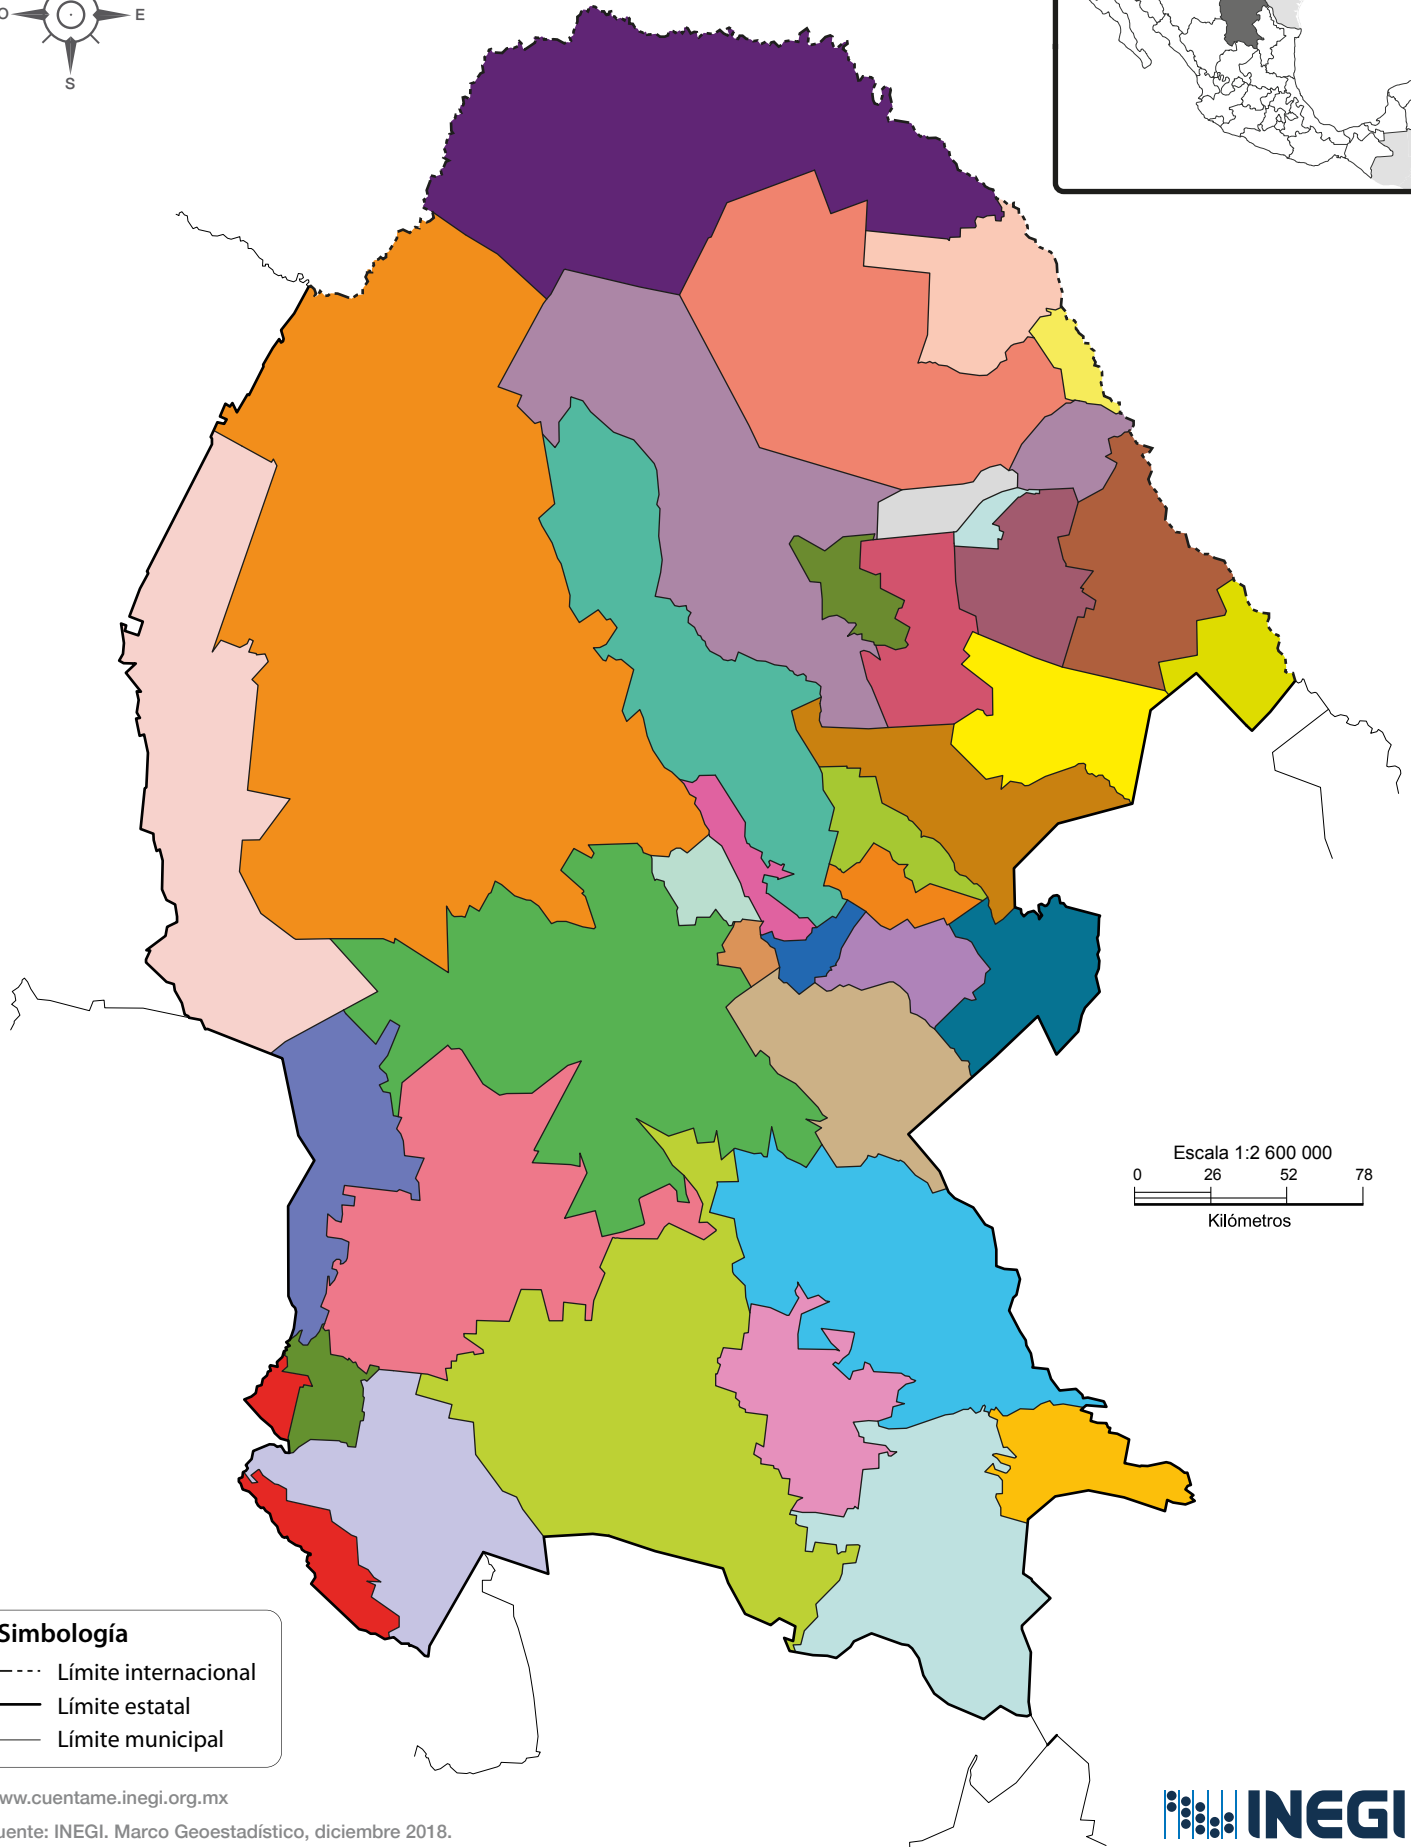 O
E
S
Escala 1:2 600 000
0 26 52 78
Kilómetros
Simbología
Límite internacional
Límite estatal
Límite municipal
ww.cuentame.inegi.org.mx
uente: INEGI. Marco Geoestadístico, diciembre 2018.
INEGI